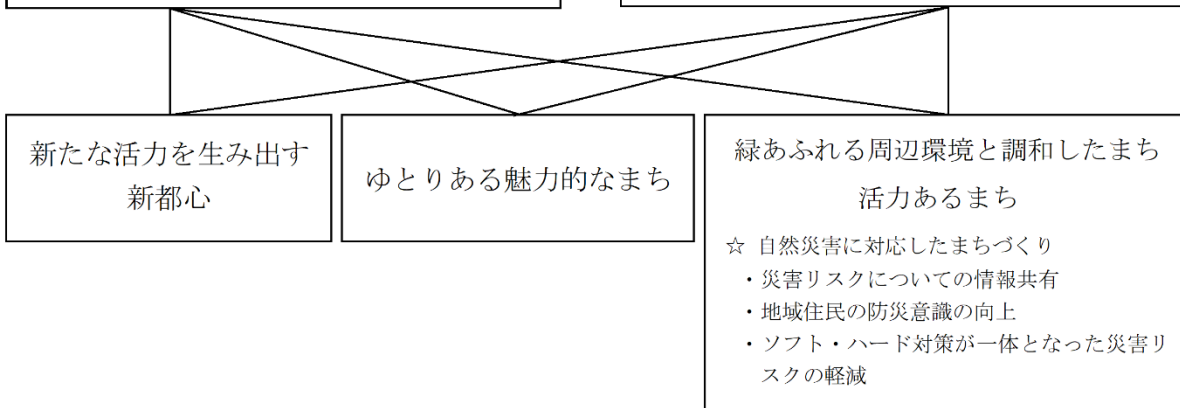 新たな活力を生み出す
新都心
ゆとりある魅力的なまち
緑あふれる周辺環境と調和したまち
活力あるまち
☆ 自然災害に対応したまちづくり
・災害リスクについての情報共有
・地域住民の防災意識の向上
・ソフト・ハード対策が一体となった災害リ
スクの軽減